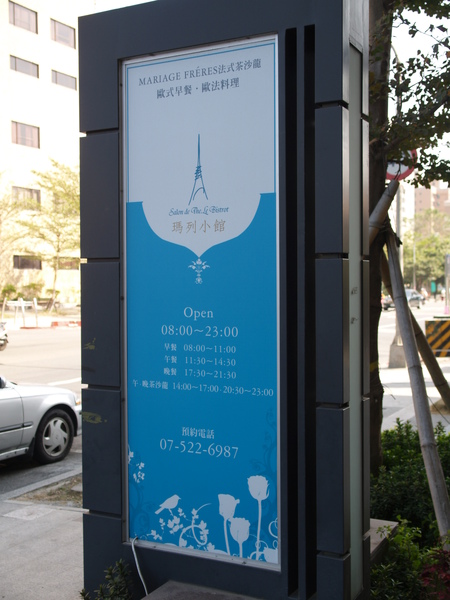 MARIAGE FRÈRES法式茶沙龍
歐式早餐·歐法料理
Salon de The Le Bistrot
瑪列小館
Open
08:00~23:00
早餐 08:00~11:00
午餐 11:30~14:30
晚餐 17:30~21:30
午·晚茶沙龍 14:00~17:00·20:30~23:00
預約電話
07-522-6987